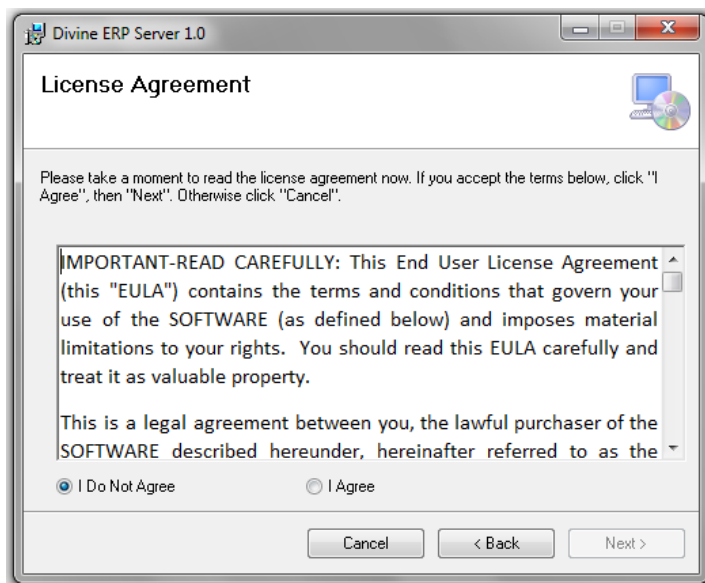 Divine ERP Server 1.0
License Agreement
Please take a moment to read the license agreement now. If you accept the terms below, click "I
Agree", then "Next". Otherwise click "Cancel".
IMPORTANT-READ CAREFULLY: This End User License Agreement
(this "EULA") contains the terms and conditions that govern your
use of the SOFTWARE (as defined below) and imposes material
limitations to your rights.  You should read this EULA carefully and
treat it as valuable property.
This is a legal agreement between you, the lawful purchaser of the
SOFTWARE described hereunder, hereinafter referred to as the
I Do Not Agree
I Agree
Cancel
< Back
Next >